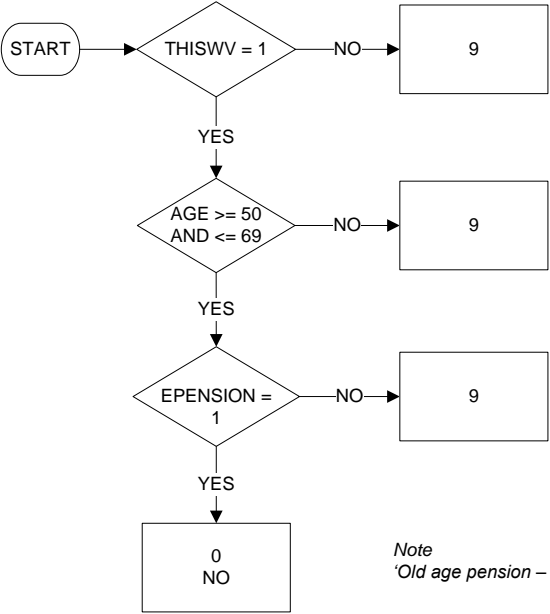 START
THISWV = 1
NO
9
YES
AGE >= 50
AND <= 69
NO
9
YES
EPENSION =
1
NO
9
YES
0
NO
Note
'Old age pension –